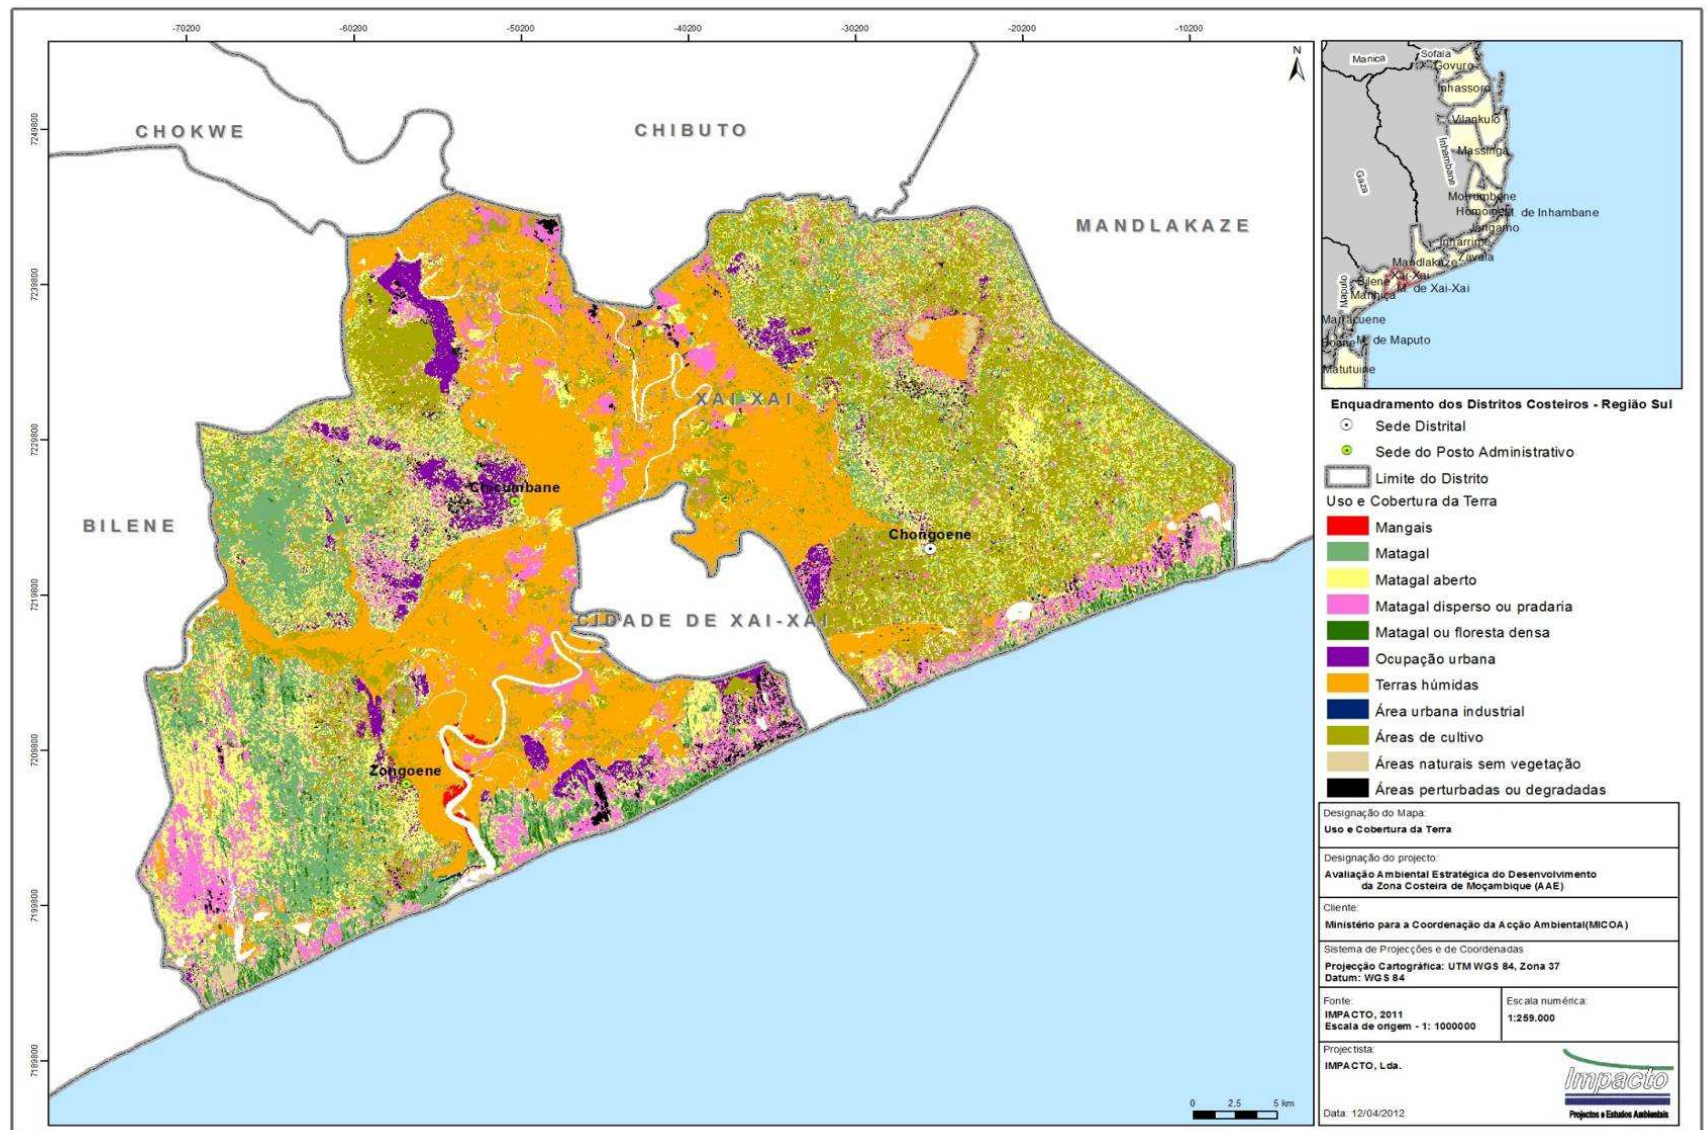 -70200
-60200
-50200
-40200
-30200
-20200
-10200
7249800
7239800
7229800
7219800
7209800
7199800
7189800
N
CHOKWE
CHIBUTO
MANDLAKAZE
XAI-XAI
Chicumbane
BILENE
Chongoene
CIDADE DE XAI-XAI
Zongoene
0 2,5 5 km
Manica
Sofala
Govuro
Inhassoro
Vilankulo
Inhambane
Massinga
Gaza
Morrumbene
Homoine
M. de Inhambane
Jangamo
Inharrime
Zavala
Mandlakaze
Xai-Xai
Bilene
M. de Xai-Xai
Manhiça
Maputo
Marracuene
Boane
M. de Maputo
Matutuine
Enquadramento dos Distritos Costeiros - Região Sul
Sede Distrital
Sede do Posto Administrativo
Limite do Distrito
Uso e Cobertura da Terra
Mangais
Matagal
Matagal aberto
Matagal disperso ou pradaria
Matagal ou floresta densa
Ocupação urbana
Terras húmidas
Área urbana industrial
Áreas de cultivo
Áreas naturais sem vegetação
Áreas perturbadas ou degradadas
Designação do Mapa:
Uso e Cobertura da Terra
Designação do projecto:
Avaliação Ambiental Estratégica do Desenvolvimento
da Zona Costeira de Moçambique (AAE)
Cliente:
Ministério para a Coordenação da Acção Ambiental(MICOA)
Sistema de Projecções e de Coordenadas
Projecção Cartográfica: UTM WGS 84, Zona 37
Datum: WGS 84
Fonte:
IMPACTO, 2011
Escala de origem - 1: 1000000
Escala numérica:
1:259.000
Projectista:
IMPACTO, Lda.
Data: 12/04/2012
Impacto
Projectos e Estudos Ambientais